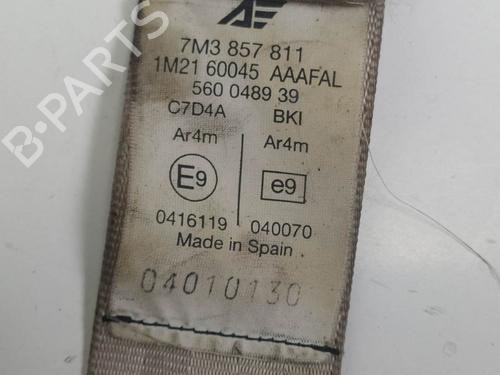 AE
7M3 857 811
1M21 60045 AAAFAL
560 0489 39
C7D4A BKI
Ar4m Ar4m
E9 e9
0416119 040070
Made in Spain
04010130